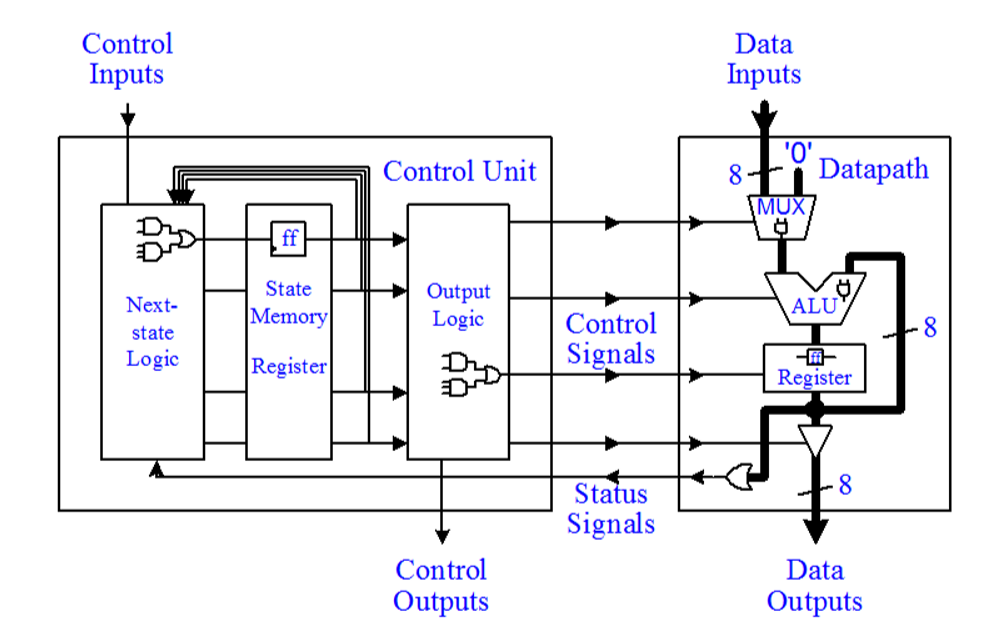 Control
Inputs
Data
Inputs
Control Unit
8
'0'
Datapath
MUX
ff
State
Memory
Register
Next-
state
Logic
Output
Logic
Control
Signals
ALU
8
ff
Register
Status
Signals
8
Control
Outputs
Data
Outputs